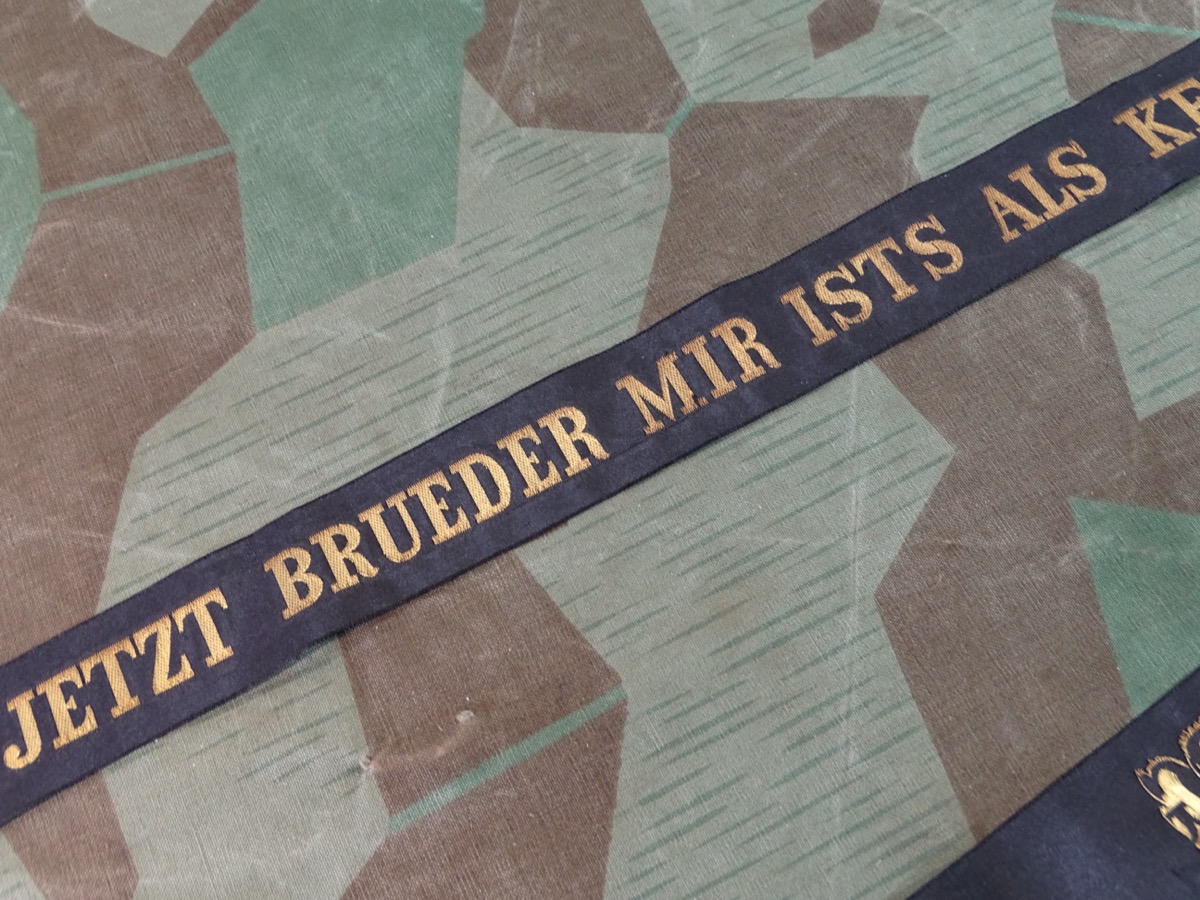 JETZT BRUEDER MIR ISTS ALS